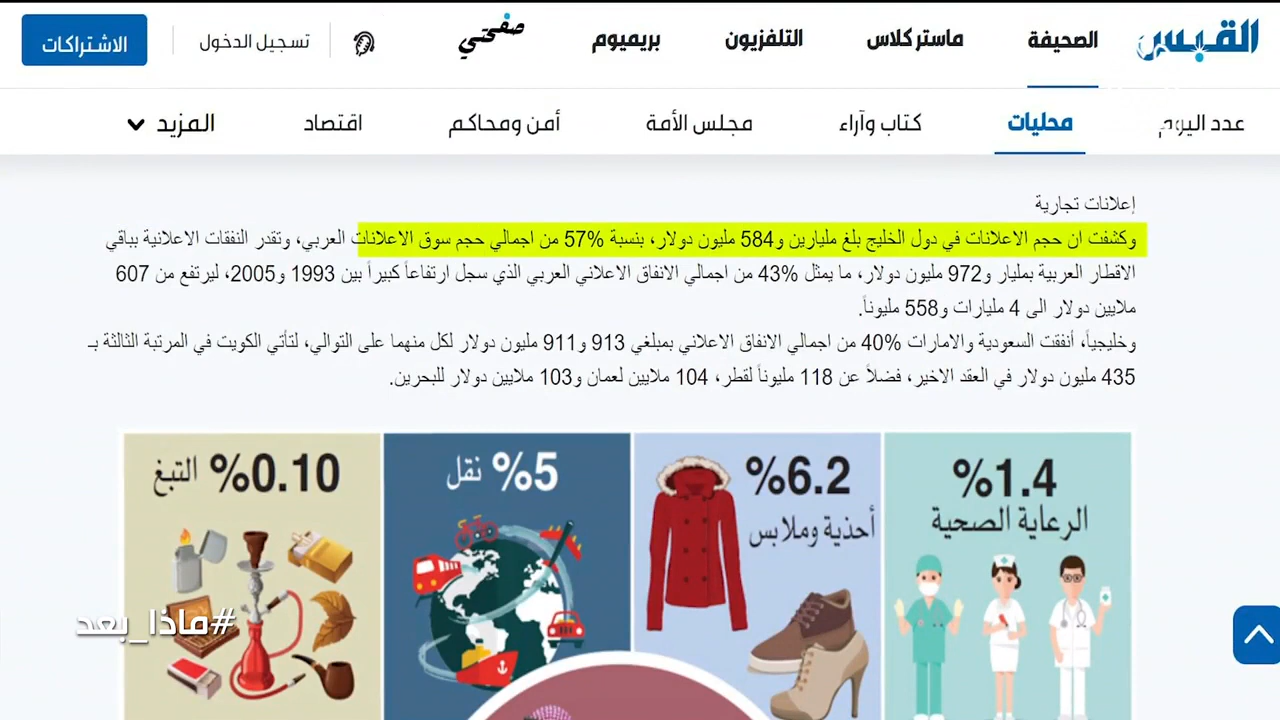 القبس
الصحيفة
ماستر كلاس
التلفزيون
بريميوم
صفحتي
تسجيل الدخول
الاشتراكات
عدد اليوم
محليات
كتاب وآراء
مجلس الأمة
أمن ومحاكم
اقتصاد
المزيد
إعلانات تجارية
وكشفت ان حجم الاعلانات في دول الخليج بلغ مليارين و584 مليون دولار، بنسبة 57% من اجمالي حجم سوق الاعلانات العربي، وتقدر النفقات الاعلانية بباقي
الاقطار العربية بمليار و972 مليون دولار، ما يمثل 43% من اجمالي الانفاق الاعلاني العربي الذي سجل ارتفاعاً كبيراً بين 1993 و2005، ليرتفع من 607
ملايين دولار الى 4 مليارات و558 مليوناً.
وخليجياً، أنفقت السعودية والامارات 40% من اجمالي الانفاق الاعلاني بمبلغي 913 و911 مليون دولار لكل منهما على التوالي، لتأتي الكويت في المرتبة الثالثة بـ
435 مليون دولار في العقد الاخير، فضلاً عن 118 مليوناً لقطر، 104 ملايين لعمان و103 ملايين دولار للبحرين.
%1.4
الرعاية الصحية
%6.2
أحذية وملابس
%5 نقل
%0.10 التبغ
#ماذا_بعد